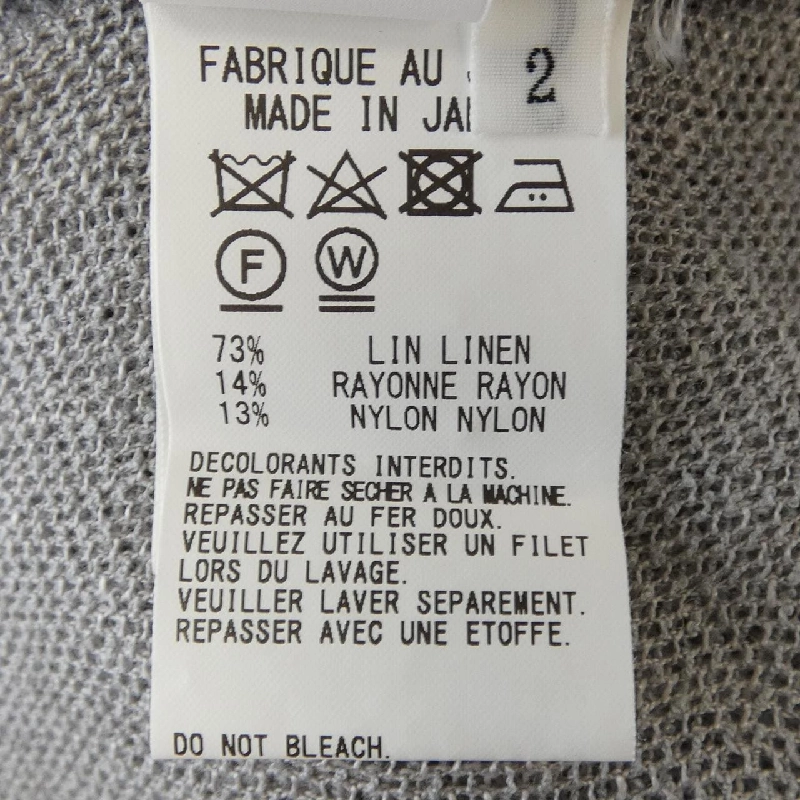 FABRIQUE AU
2
MADE IN
F W
73% LIN LINEN
14% RAYONNE RAYON
13% NYLON NYLON
DECOLORANTS INTERDITS.
NE PAS FAIRE SECHER A LA MACHINE.
REPASSER AU FER DOUX.
VEUILLEZ UTILISER UN FILET
LORS DU LAVAGE.
VEUILLER LAVER SEPAREMENT.
REPASSER AVEC UNE ETOFFE.
DO NOT BLEACH.